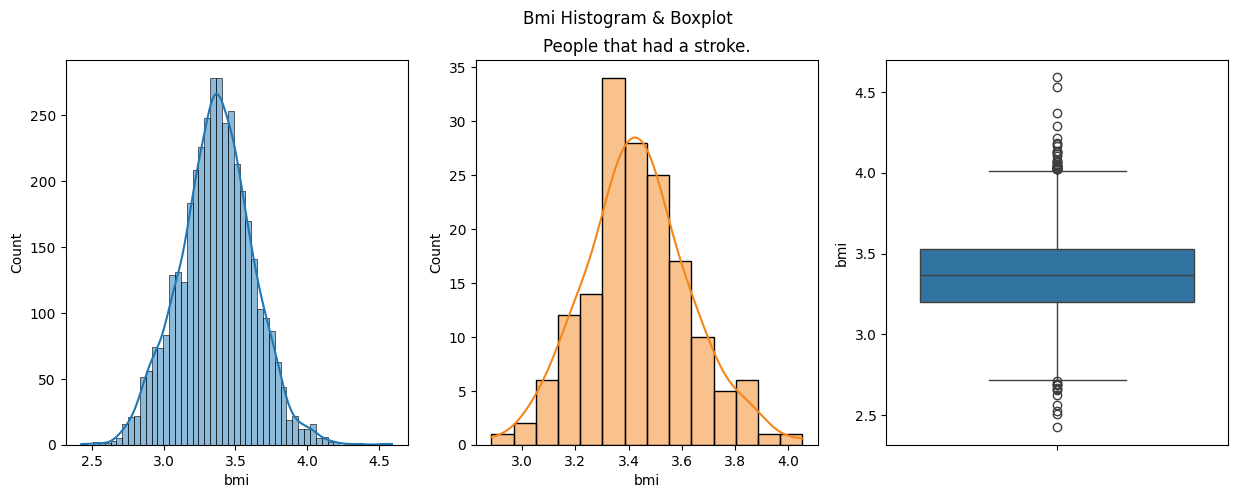 Bmi Histogram & Boxplot
People that had a stroke.
Count
250
200
150
100
50
0
2.5 3.0 3.5 4.0 4.5
bmi
Count
35
30
25
20
15
10
5
0
3.0 3.2 3.4 3.6 3.8 4.0
bmi
bmi
4.5
4.0
3.5
3.0
2.5